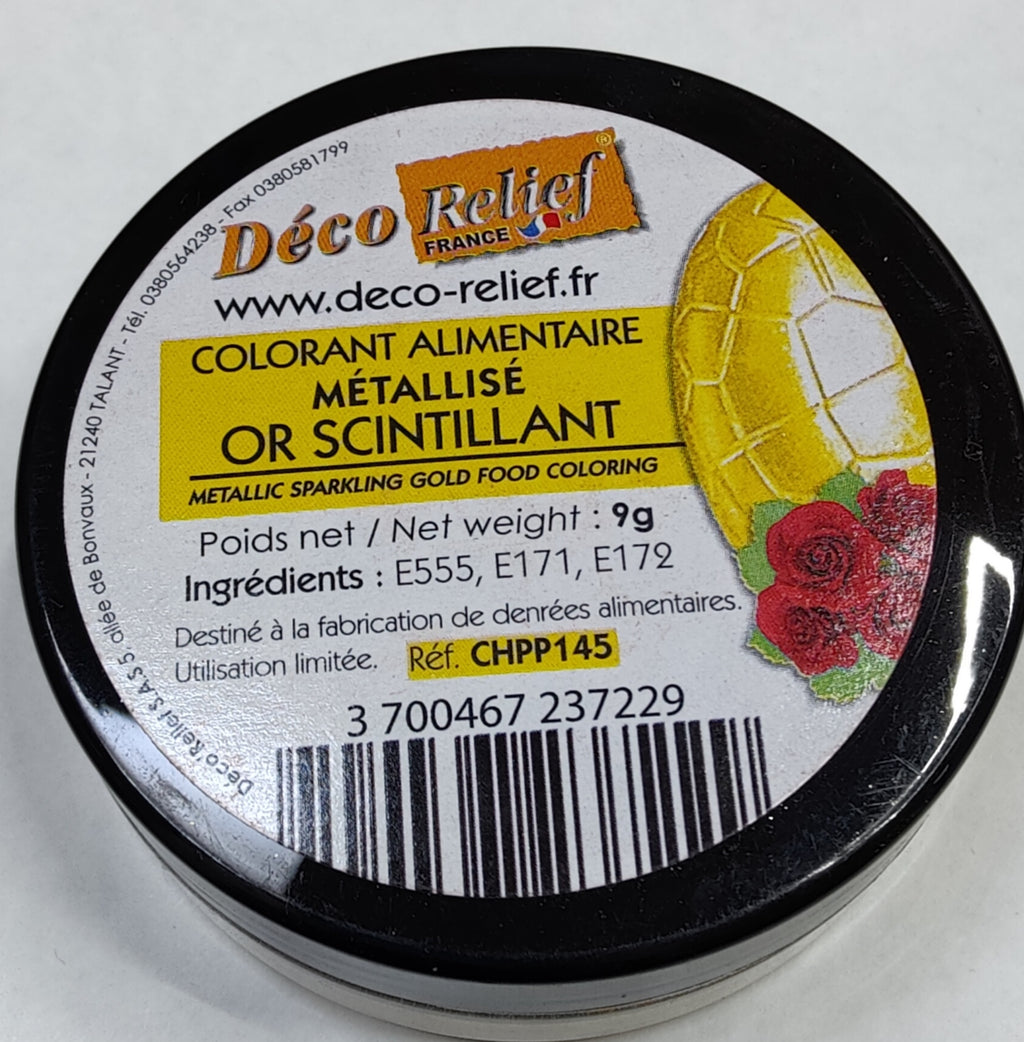 Déco Relief®
FRANCE
www.deco-relief.fr
COLORANT ALIMENTAIRE
MÉTALLISÉ
OR SCINTILLANT
METALLIC SPARKLING GOLD FOOD COLORING
Poids net / Net weight : 9g
Ingrédients : E555, E171, E172
Destiné à la fabrication de denrées alimentaires.
Utilisation limitée. Réf. CHPP145
3 700467 237229
Déco'Relief S.A.S 5, allée de Bonvaux - 21240 TALANT - Tél. 0380564238 - Fax 0380581799